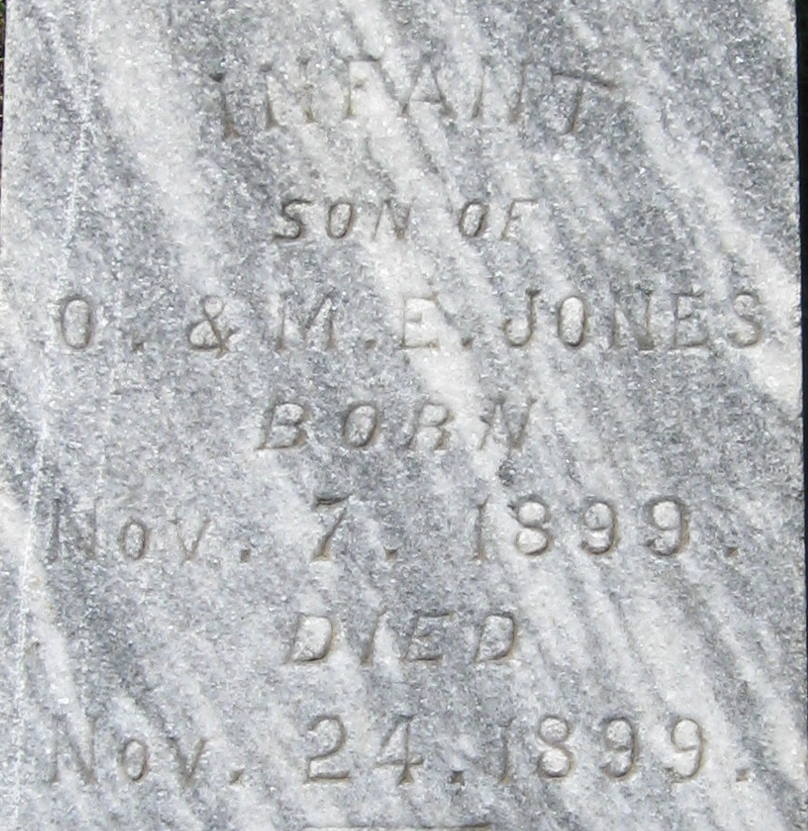 INFANT
SON OF
O. & M. E. JONES
BORN
Nov. 7. 1899.
DIED
Nov. 24. 1899.